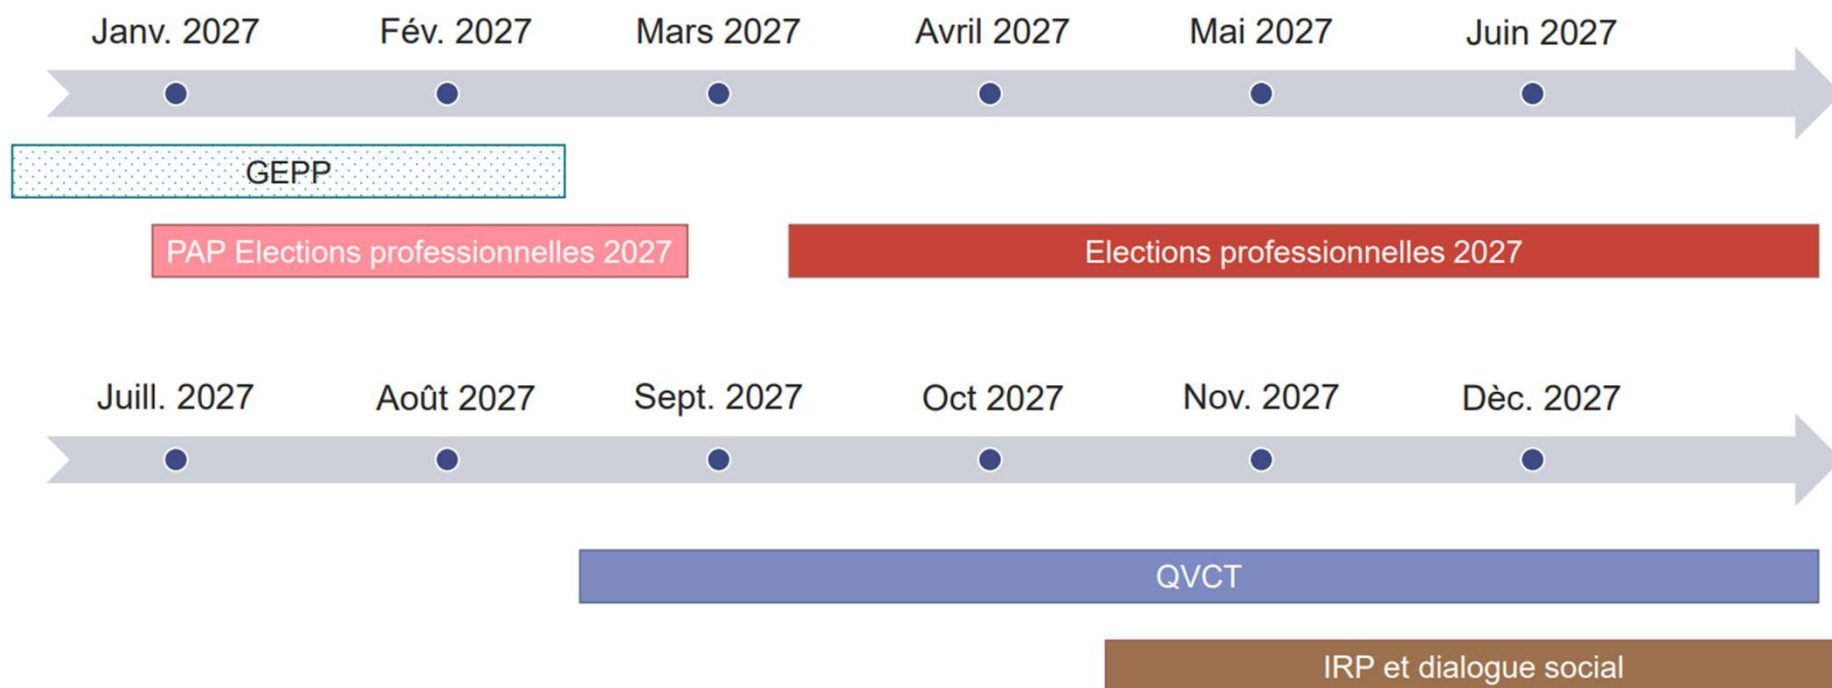 Janv. 2027 Fév. 2027 Mars 2027 Avril 2027 Mai 2027 Juin 2027
GEPP
PAP Elections professionnelles 2027 Elections professionnelles 2027
Juill. 2027 Août 2027 Sept. 2027 Oct 2027 Nov. 2027 Dèc. 2027
QVCT
IRP et dialogue social